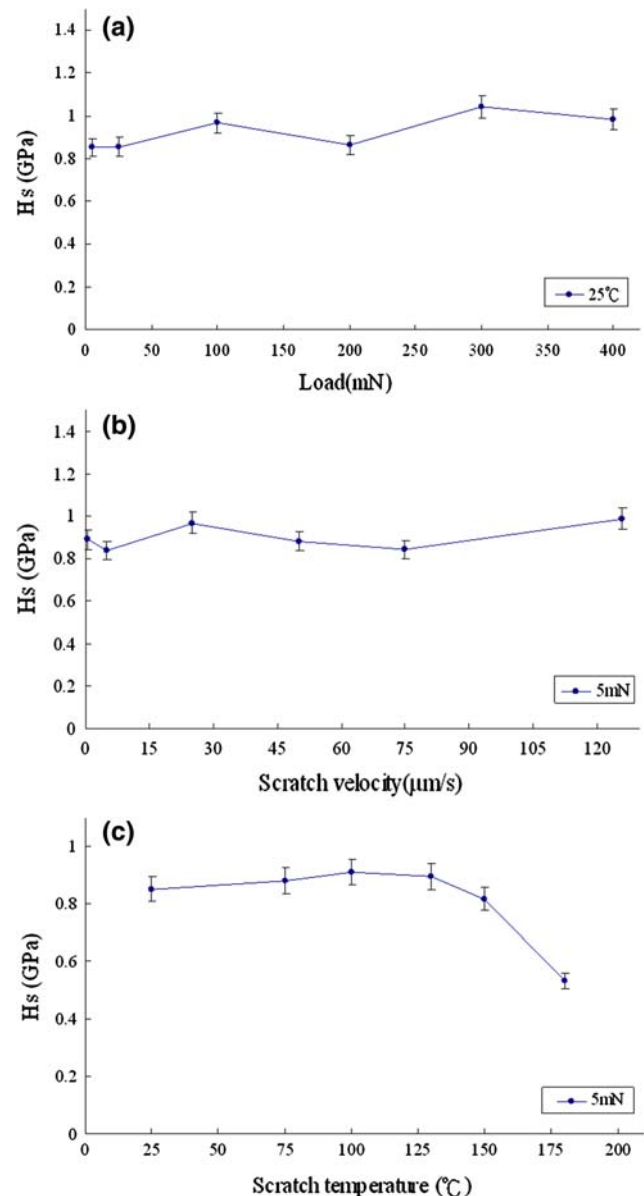 (a)
1.4
1.2
1
0.8
0.6
0.4
0.2
0
Hs (GPa)
25℃
0 50 100 150 200 250 300 350 400
Load(mN)
(b)
1.4
1.2
1
0.8
0.6
0.4
0.2
0
Hs (GPa)
5mN
0 15 30 45 60 75 90 105 120
Scratch velocity(μm/s)
(c)
1
0.8
0.6
0.4
0.2
0
Hs (GPa)
5mN
25 50 75 100 125 150 175 200
Scratch temperature (℃)